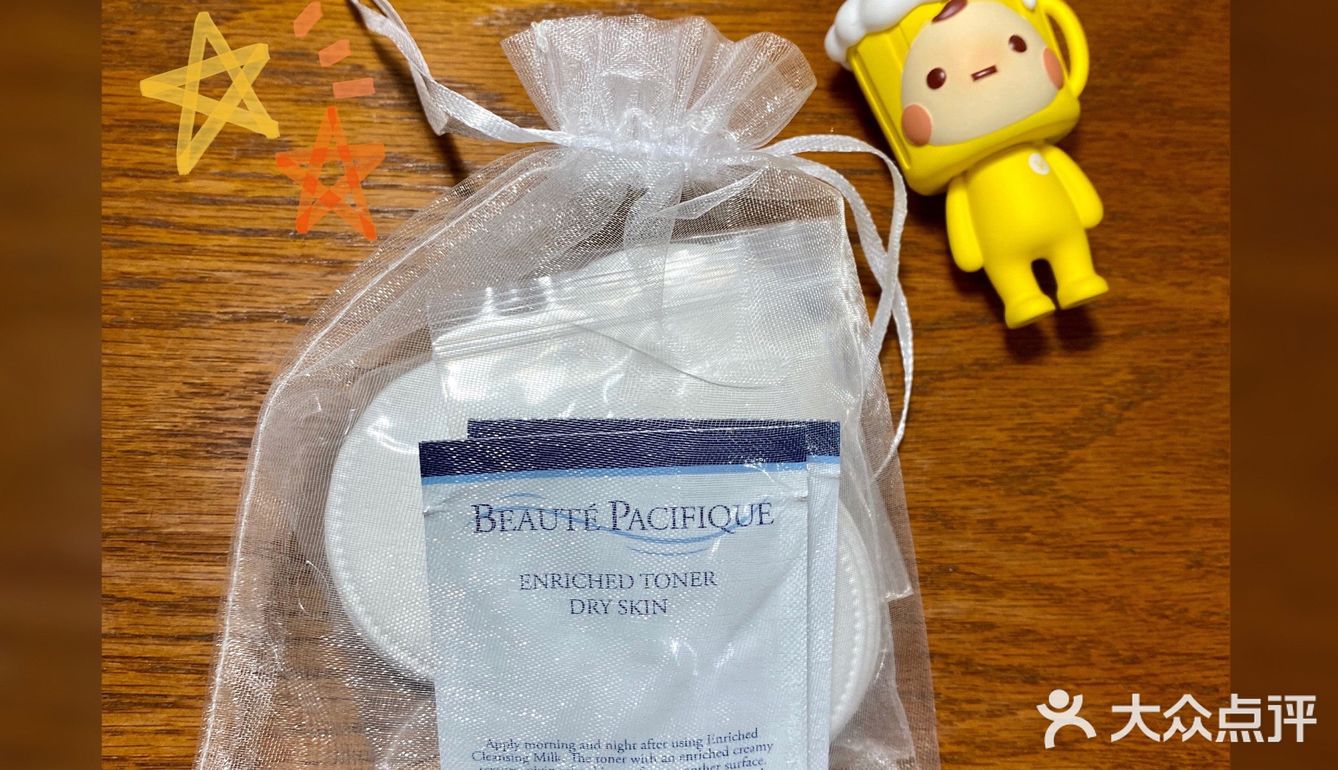 BEAUTÉ PACIFIQUE
ENRICHED TONER
DRY SKIN
Apply morning and night after using Enriched
Cleansing Milk. The toner with an enriched creamy
surface.
大众点评